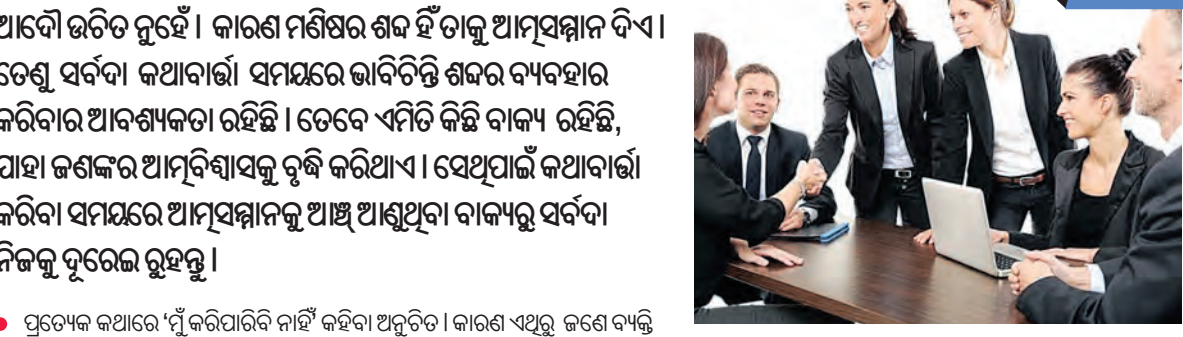 ଆଦୌ ଉଚିତ ନୁହେଁ । କାରଣ ମଣିଷର ଶବ୍ଦ ହିଁ ତାକୁ ଆତ୍ମସମ୍ମାନ ଦିଏ ।
ତେଣୁ ସର୍ବଦା କଥାବାର୍ତ୍ତା ସମୟରେ ଭାବିଚିନ୍ତି ଶବ୍ଦର ବ୍ୟବହାର
କରିବାର ଆବଶ୍ୟକତା ରହିଛି । ତେବେ ଏମିତି କିଛି ବାକ୍ୟ ରହିଛି,
ଯାହା ଜଣଙ୍କର ଆତ୍ମବିଶ୍ୱାସକୁ ବୃଦ୍ଧି କରିଥାଏ । ସେଥିପାଇଁ କଥାବାର୍ତ୍ତା
କରିବା ସମୟରେ ଆତ୍ମସମ୍ମାନକୁ ଆଞ୍ଚ୍ ଆଣୁଥିବା ବାକ୍ୟରୁ ସର୍ବଦା
ନିଜକୁ ଦୂରେଇ ରୁହନ୍ତୁ ।
● ପ୍ରତ୍ୟେକ କଥାରେ ‘ମୁଁ କରିପାରିବି ନାହିଁ’ କହିବା ଅନୁଚିତ । କାରଣ ଏଥିରୁ ଜଣେ ବ୍ୟକ୍ତି